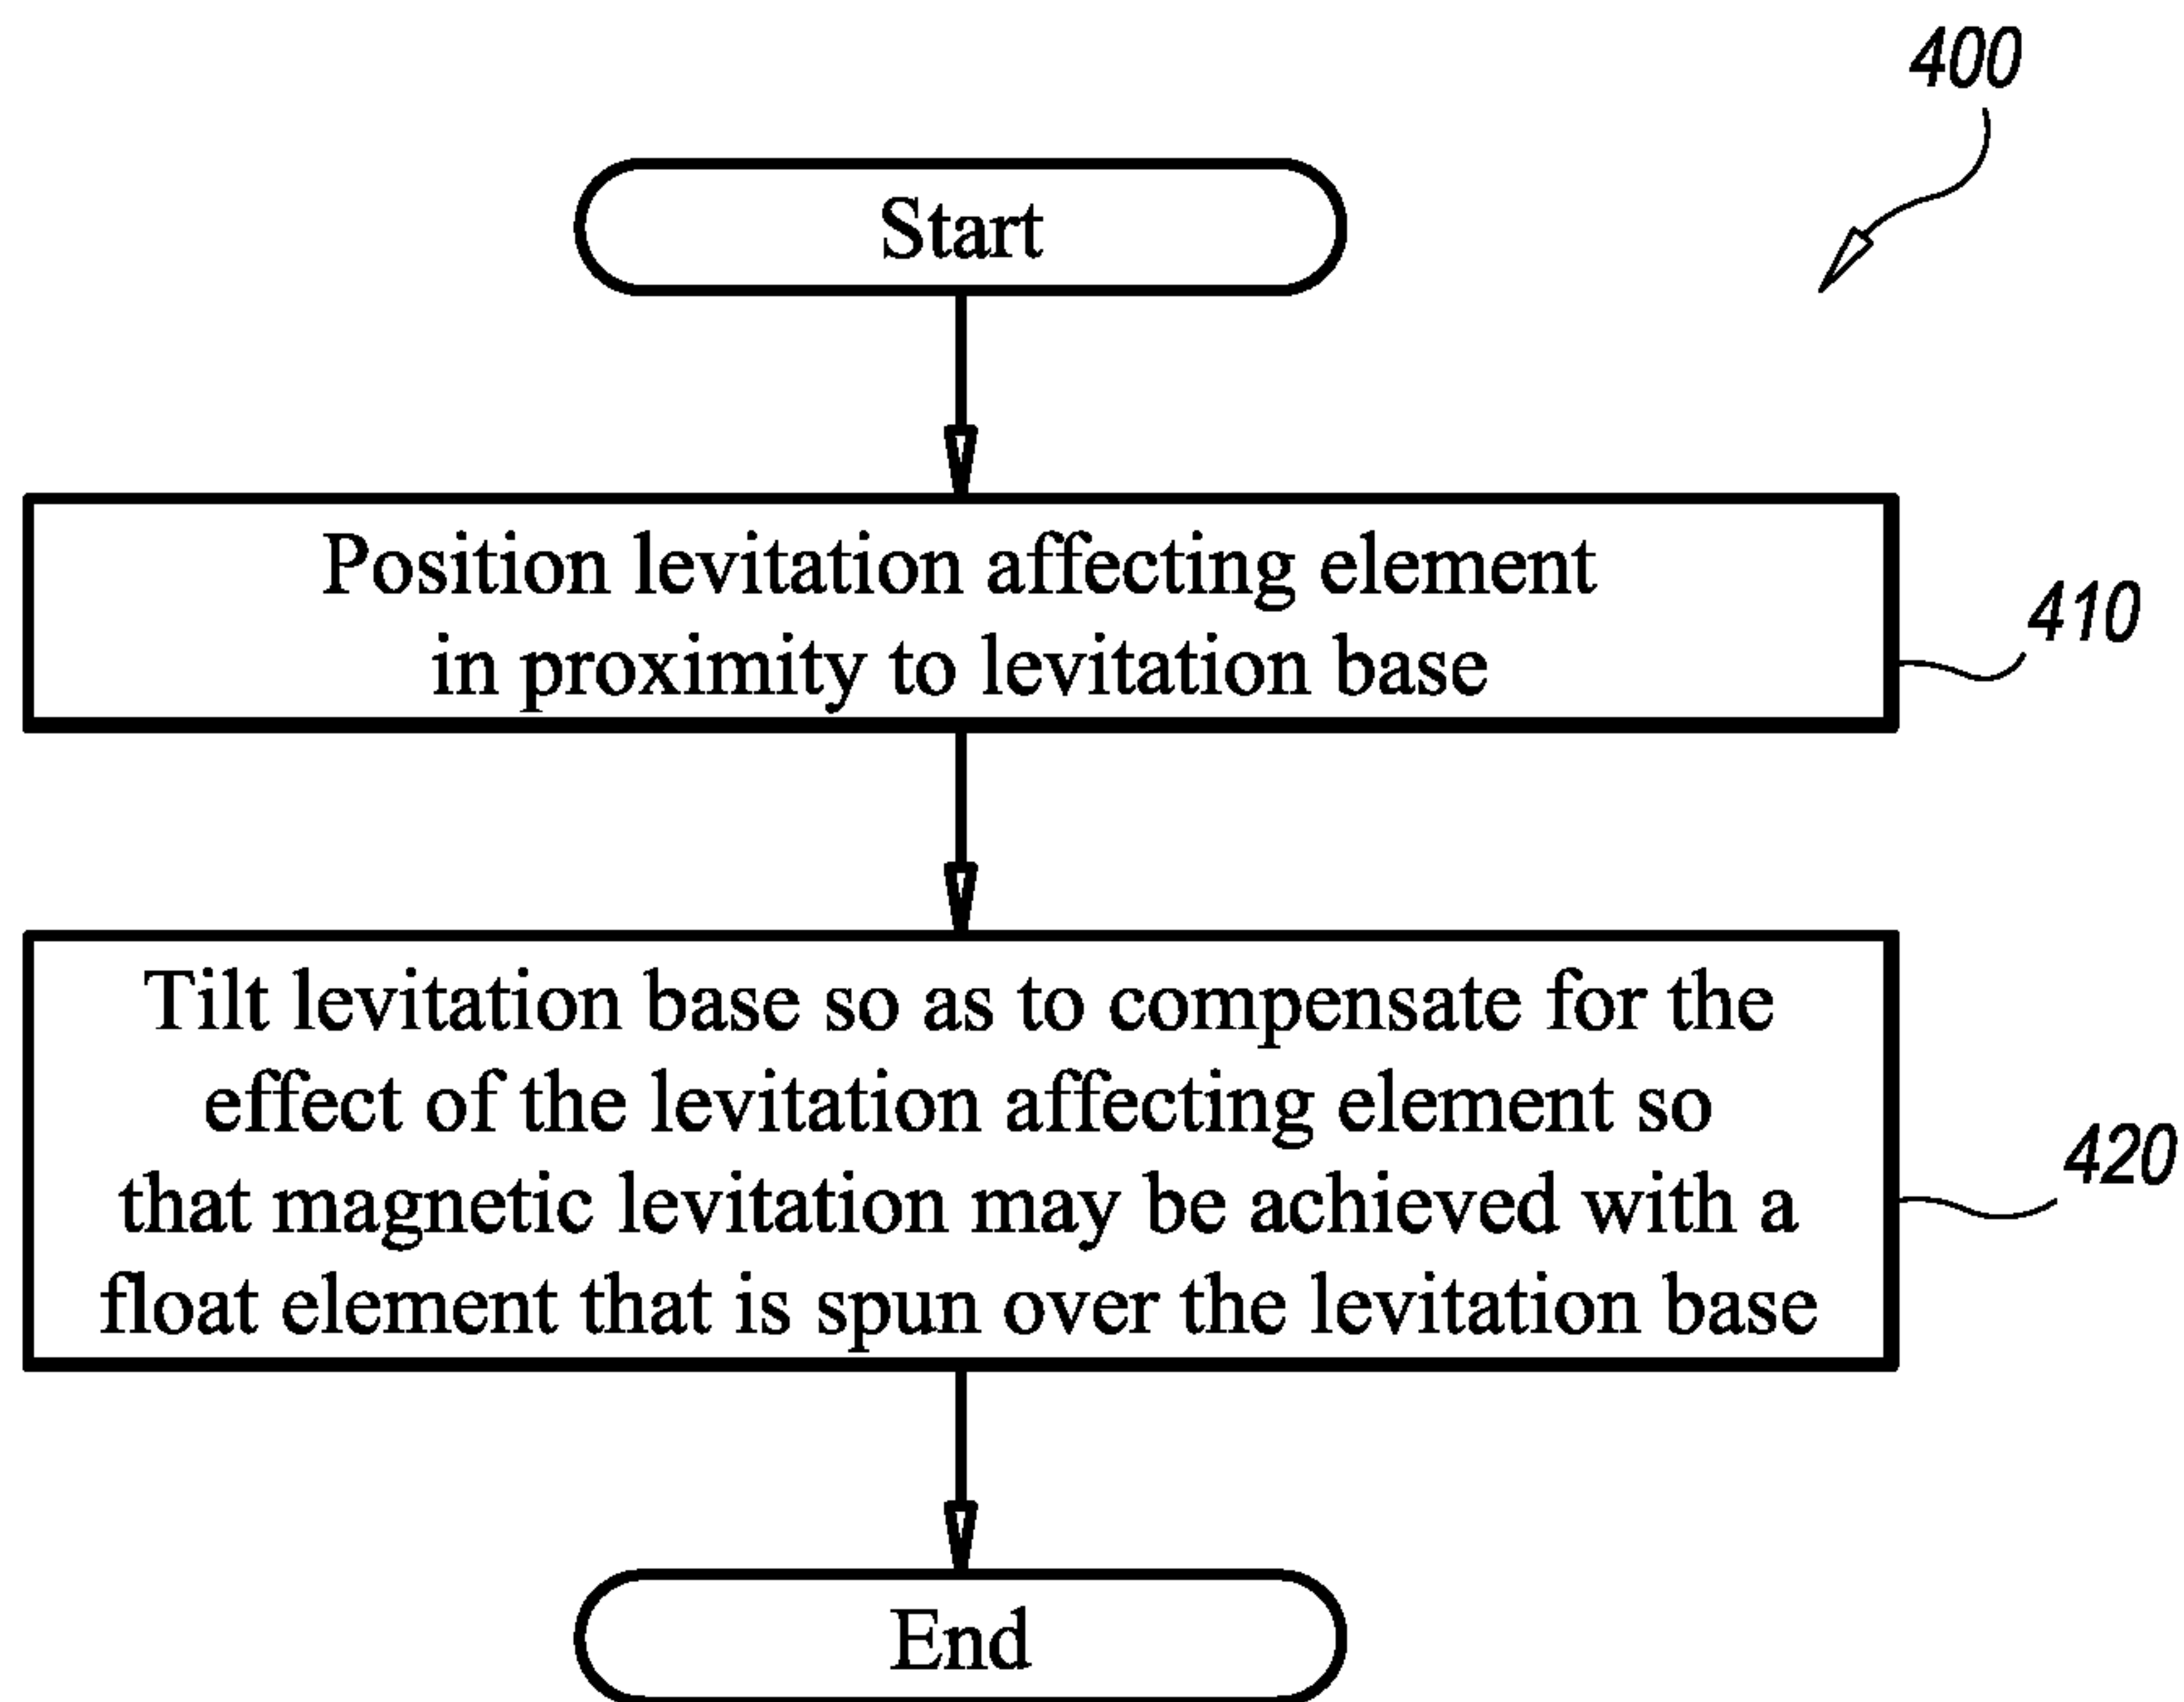 400
Start
Position levitation affecting element
in proximity to levitation base
410
Tilt levitation base so as to compensate for the
effect of the levitation affecting element so
that magnetic levitation may be achieved with a
float element that is spun over the levitation base
420
End